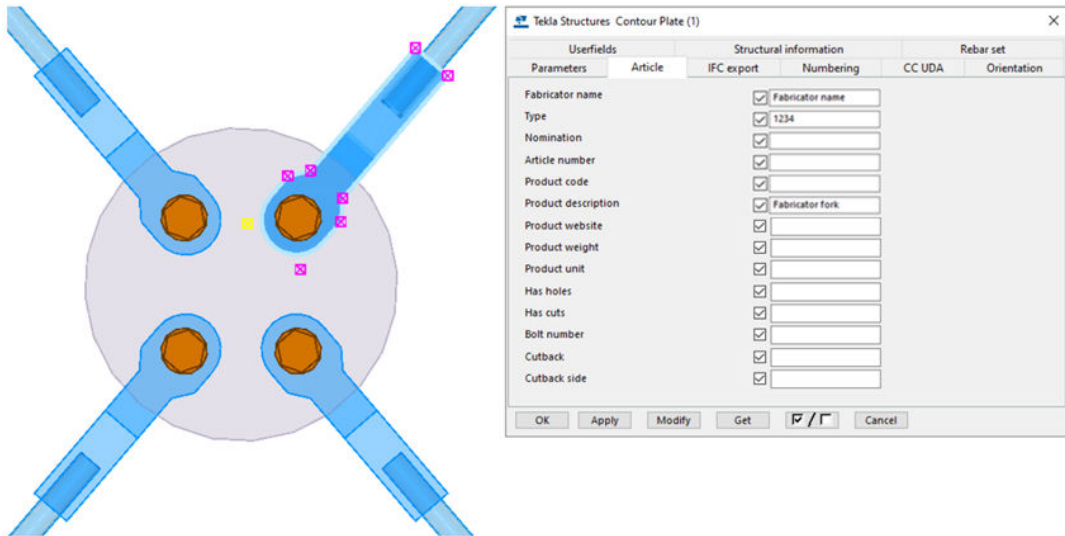 Tekla Structures Contour Plate (1)
Userfields Structural information Rebar set
Parameters Article IFC export Numbering CC UDA Orientation
Fabricator name Fabricator name
Type 1234
Nomination
Article number
Product code
Product description Fabricator fork
Product website
Product weight
Product unit
Has holes
Has cuts
Bolt number
Cutback
Cutback side
OK Apply Modify Get / Cancel